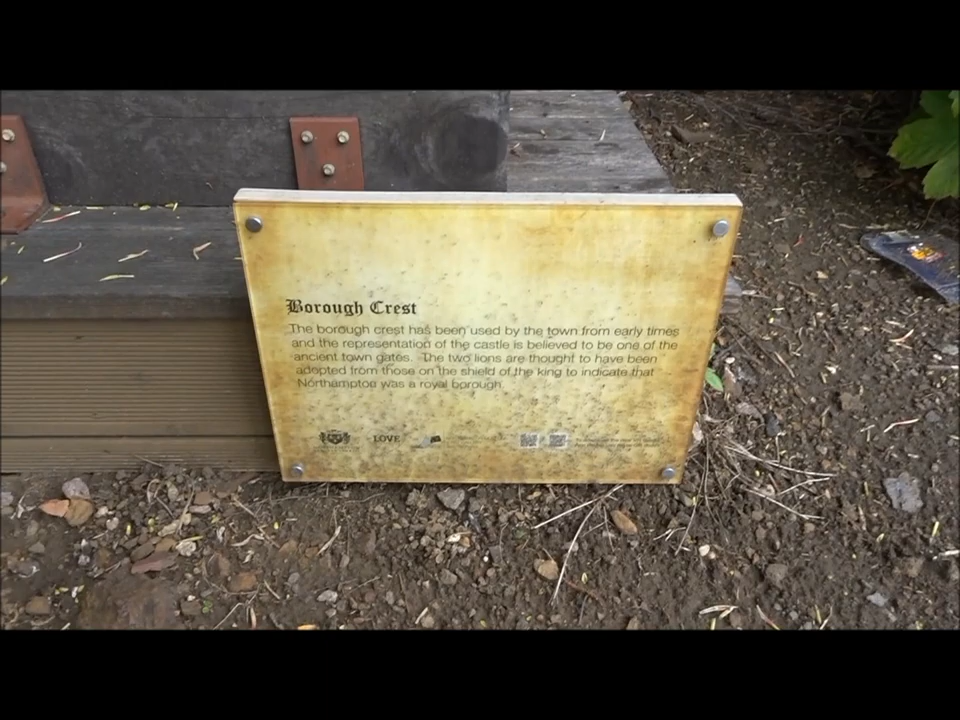 Borough Crest
The borough crest has been used by the town from early times
and the representation of the castle is believed to be one of the
ancient town gates. The two lions are thought to have been
adopted from those on the shield of the king to indicate that
Northampton was a royal borough.
LOVE